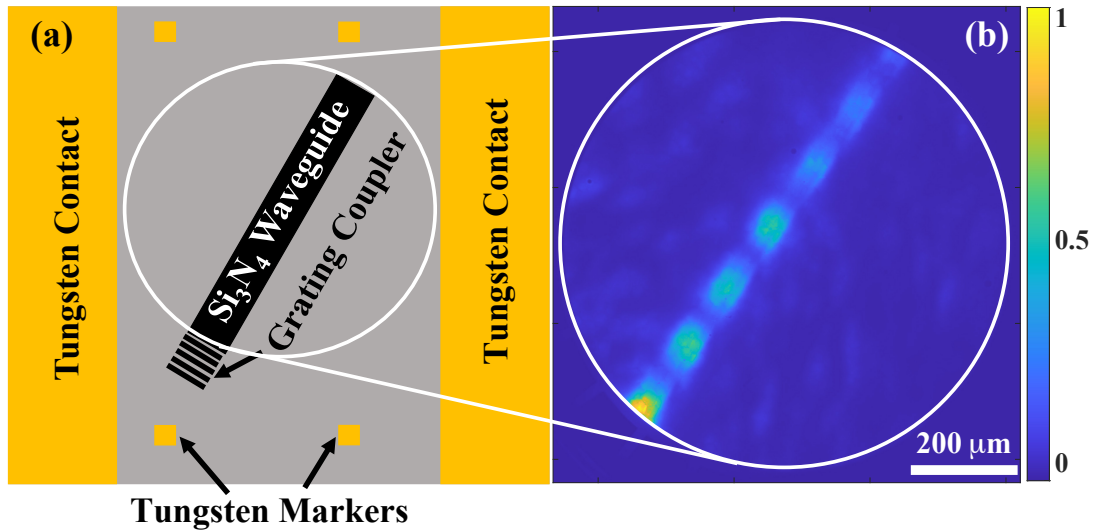 (a)
(b)
Tungsten Contact
Si₃N₄ Waveguide
Grating Coupler
Tungsten Contact
Tungsten Markers
200 μm
1
0.5
0